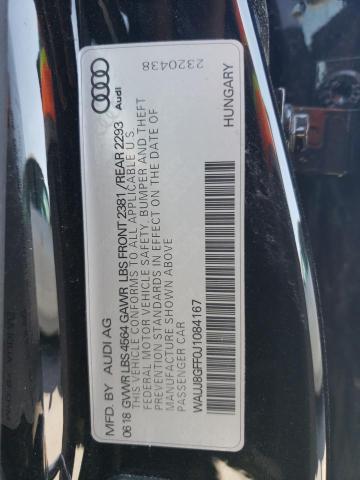 2320438
Audi
HUNGARY
MFD. BY AUDI AG
06 18 GVWR LBS 4564 GAWR LBS FRONT 2381 / REAR 2293
THIS VEHICLE CONFORMS TO ALL APPLICABLE U.S.
FEDERAL MOTOR VEHICLE SAFETY, BUMPER AND THEFT
PREVENTION STANDARDS IN EFFECT ON THE DATE OF
MANUFACTURE SHOWN ABOVE
PASSENGER CAR
WAUJ8GFF0J1084167